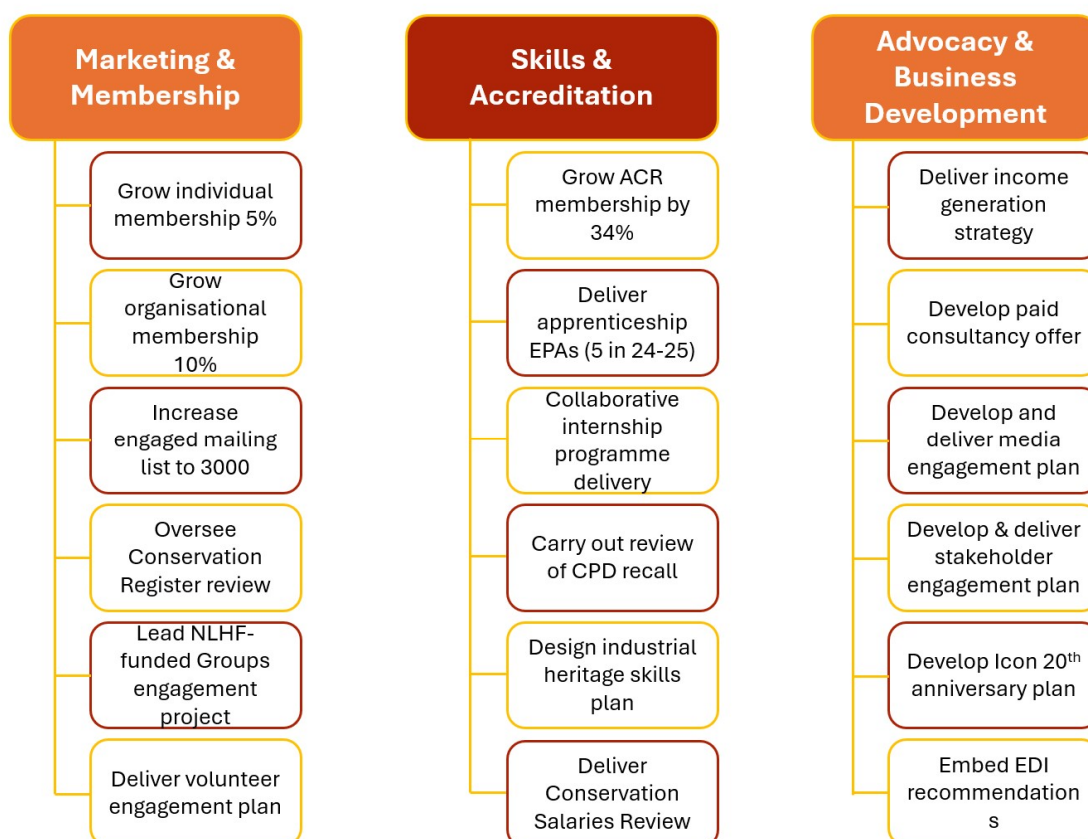 Marketing &
Membership
Grow individual
membership 5%
Grow
organisational
membership
10%
Increase
engaged mailing
list to 3000
Oversee
Conservation
Register review
Lead NLHF-
funded Groups
engagement
project
Deliver volunteer
engagement plan
Skills &
Accreditation
Grow ACR
membership by
34%
Deliver
apprenticeship
EPAs (5 in 24-25)
Collaborative
internship
programme
delivery
Carry out review
of CPD recall
Design industrial
heritage skills
plan
Deliver
Conservation
Salaries Review
Advocacy &
Business
Development
Deliver income
generation
strategy
Develop paid
consultancy offer
Develop and
deliver media
engagement plan
Develop & deliver
stakeholder
engagement plan
Develop Icon 20th
anniversary plan
Embed EDI
recommendation
s